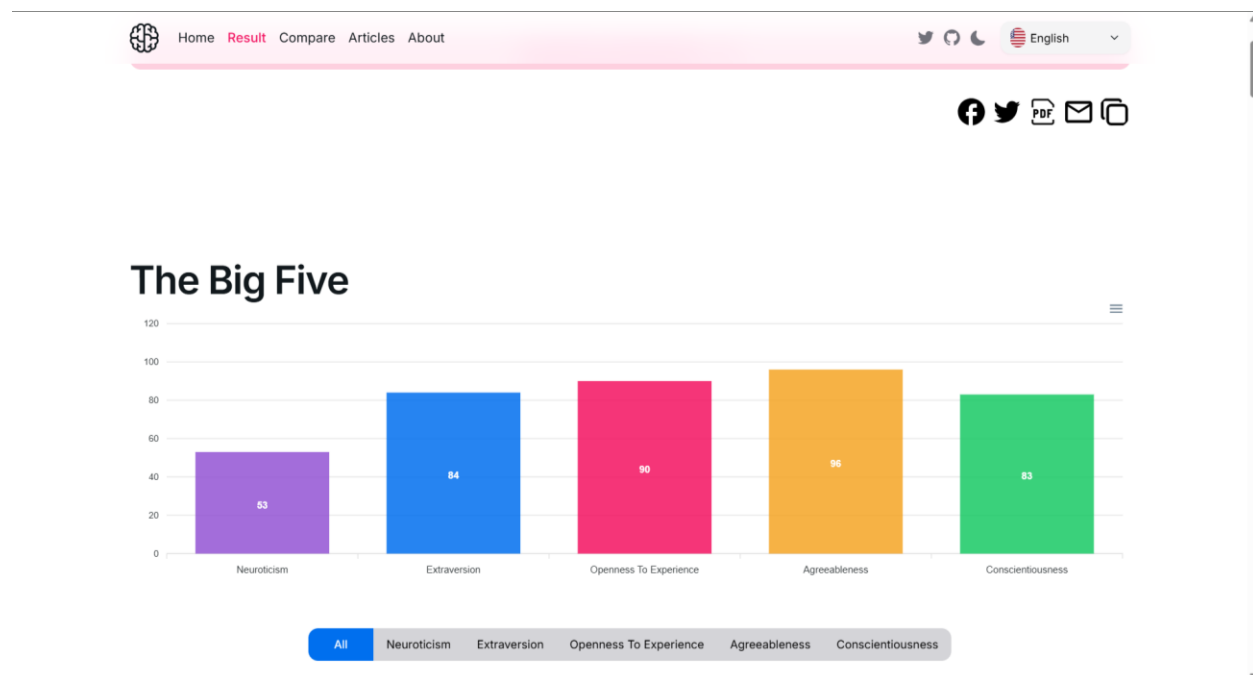 Home Result Compare Articles About English
PDF
The Big Five
120
100
80
60
40
20
0
53
84
90
96
83
Neuroticism Extraversion Openness To Experience Agreeableness Conscientiousness
All Neuroticism Extraversion Openness To Experience Agreeableness Conscientiousness